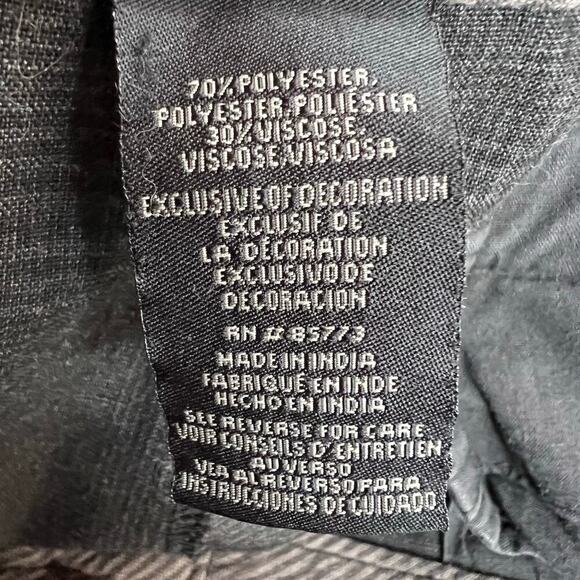 70% POLYESTER,
POLYESTER, POLIÉSTER
30% VISCOSE,
VISCOSE, VISCOSA
EXCLUSIVE OF DECORATION
EXCLUSIF DE
LA DÉCORATION
EXCLUSIVO DE
DECORACIÓN
RN # 85773
MADE IN INDIA
FABRIQUÉ EN INDE
HECHO EN INDIA
SEE REVERSE FOR CARE
VOIR CONSEILS D'ENTRETIEN
AU VERSO
VEA AL REVERSO PARA
INSTRUCCIONES DE CUIDADO